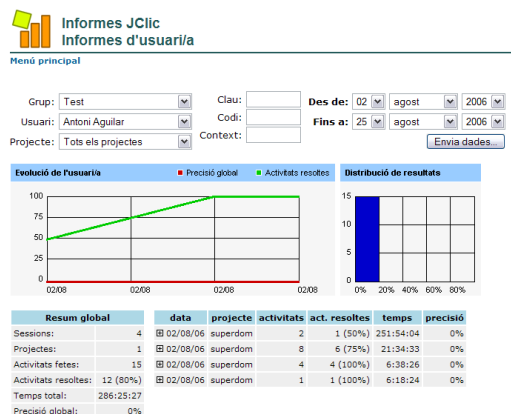 Informes JClic
Informes d'usuari/a
Menú principal
Grup: Test Clau: Des de: 02 agost 2006
Usuari: Antoni Aguilar Codi: Fins a: 25 agost 2006
Projecte: Tots els projectes Context: Envia dades...
Evolució de l'usuari/a Precisió global Activitats resoltes Distribució de resultats
100
75
50
25
0
02/08 02/08 02/08 02/08
15
10
5
0
0% 20% 40% 60% 80%
Resum global
Sessions: 4
Projectes: 1
Activitats fetes: 15
Activitats resoltes: 12 (80%)
Temps total: 286:25:27
Precisió global: 0%
data projecte activitats act. resoltes temps precisió
02/08/06 superdom 2 1 (50%) 251:54:04 0%
02/08/06 superdom 8 6 (75%) 21:34:33 0%
02/08/06 superdom 4 4 (100%) 6:38:26 0%
02/08/06 superdom 1 1 (100%) 6:18:24 0%